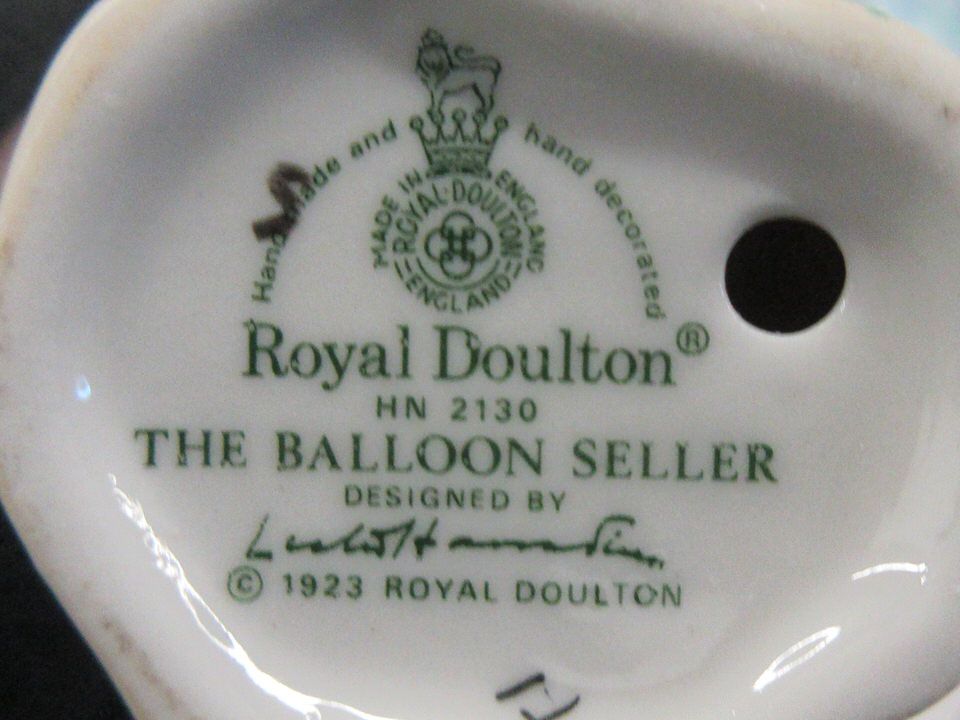 Hand made and hand decorated
MADE IN ENGLAND
ROYAL·DOULTON
ENGLAND
Royal Doulton®
HN 2130
THE BALLOON SELLER
DESIGNED BY
© 1923 ROYAL DOULTON